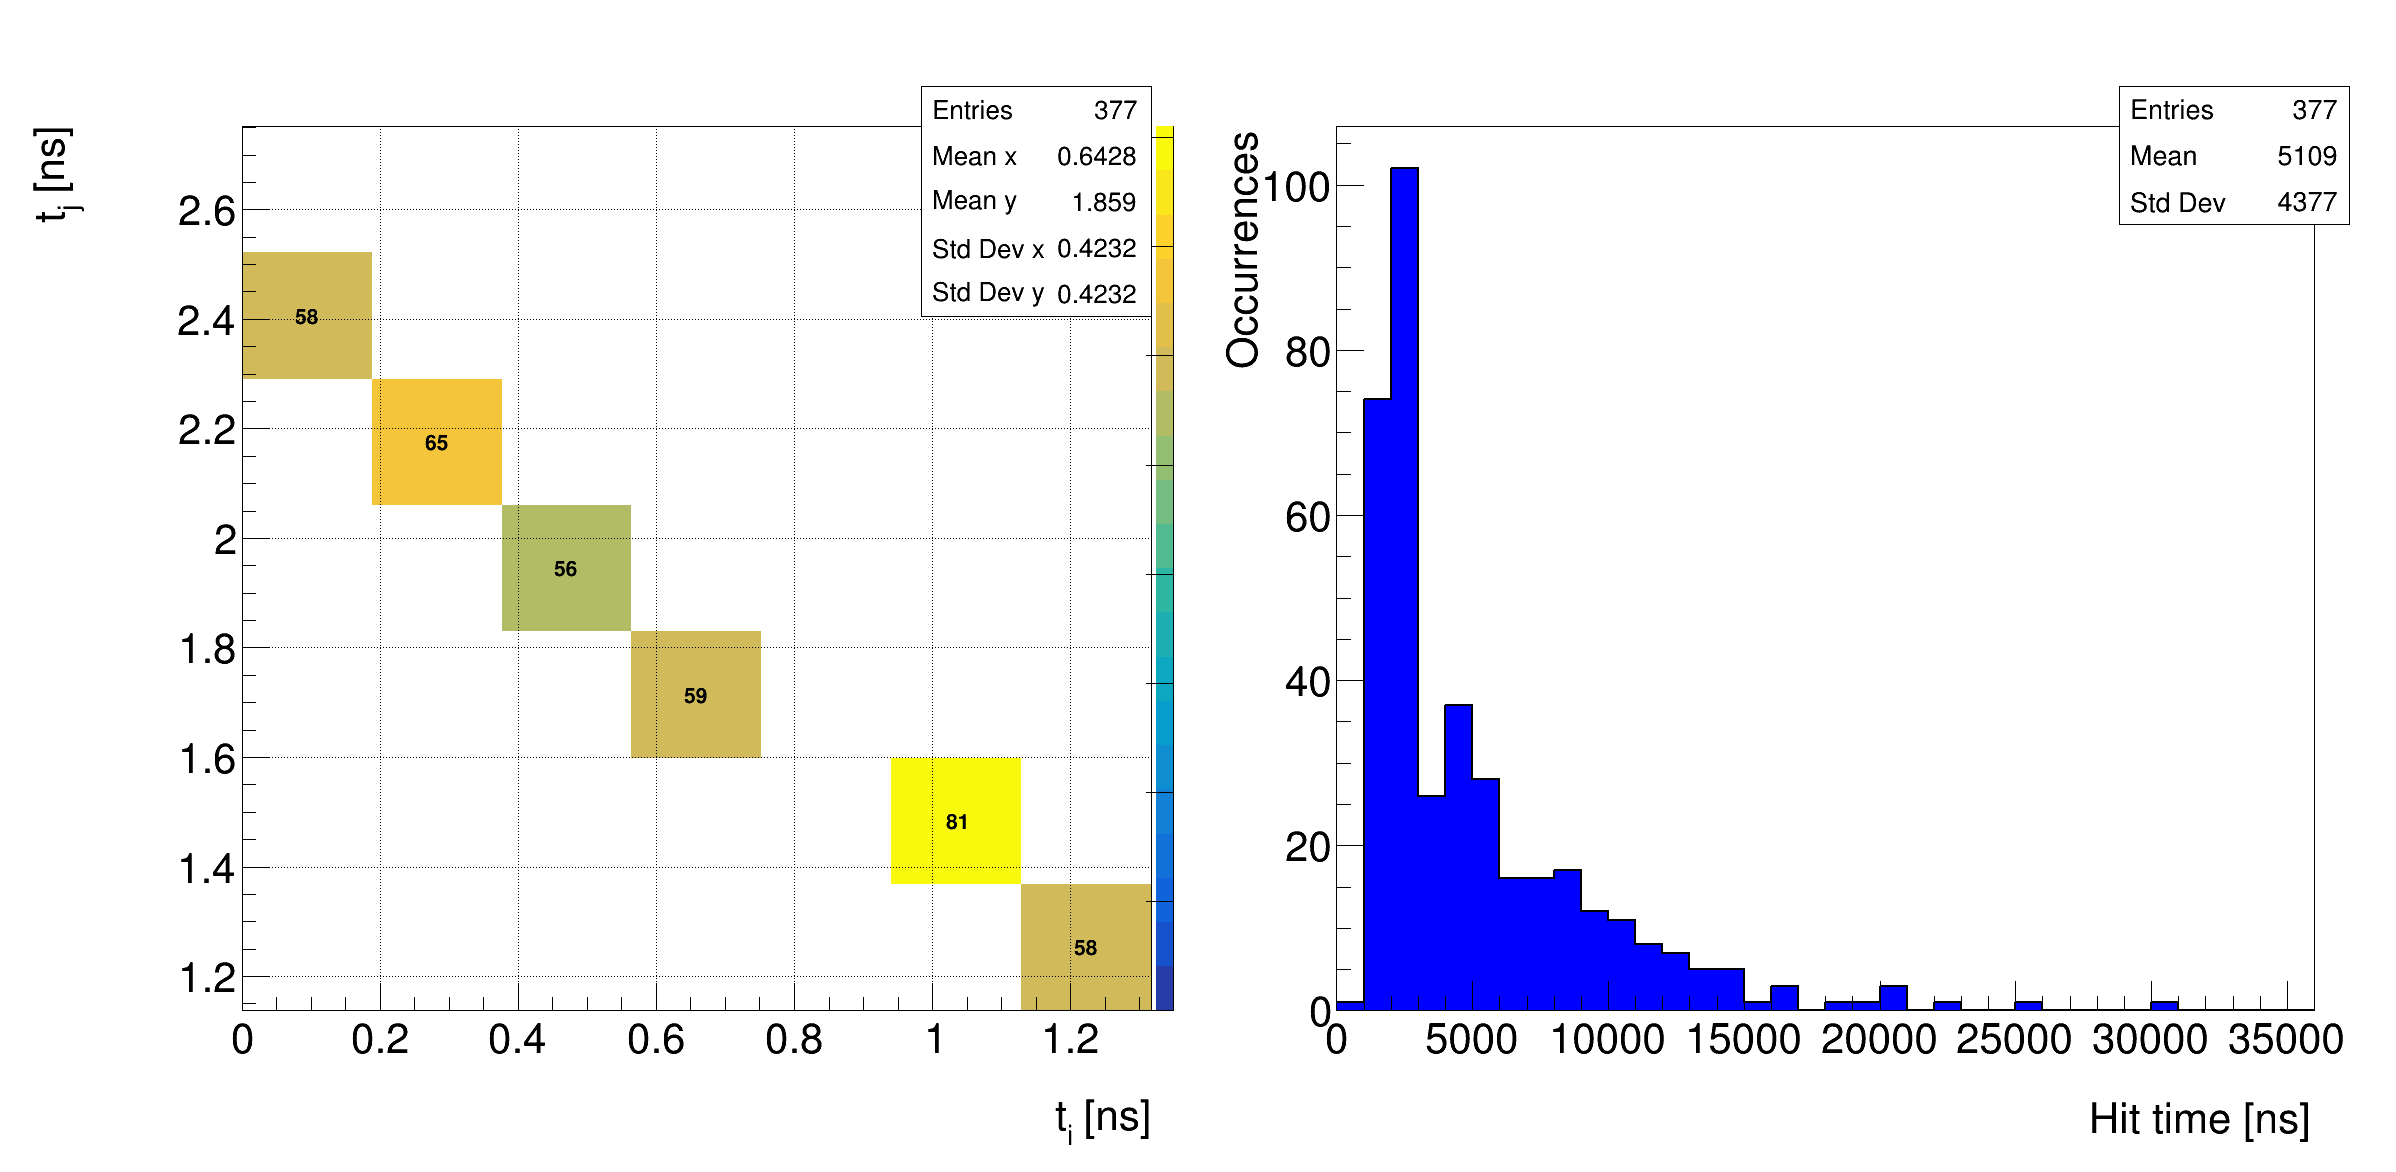 Entries 377
Mean x 0.6428
Mean y 1.859
Std Dev x 0.4232
Std Dev y 0.4232
t_j [ns]
2.6
2.4
2.2
2
1.8
1.6
1.4
1.2
58
65
56
59
81
58
0 0.2 0.4 0.6 0.8 1 1.2
t_i [ns]
Entries 377
Mean 5109
Std Dev 4377
Occurrences
100
80
60
40
20
0
0 5000 10000 15000 20000 25000 30000 35000
Hit time [ns]